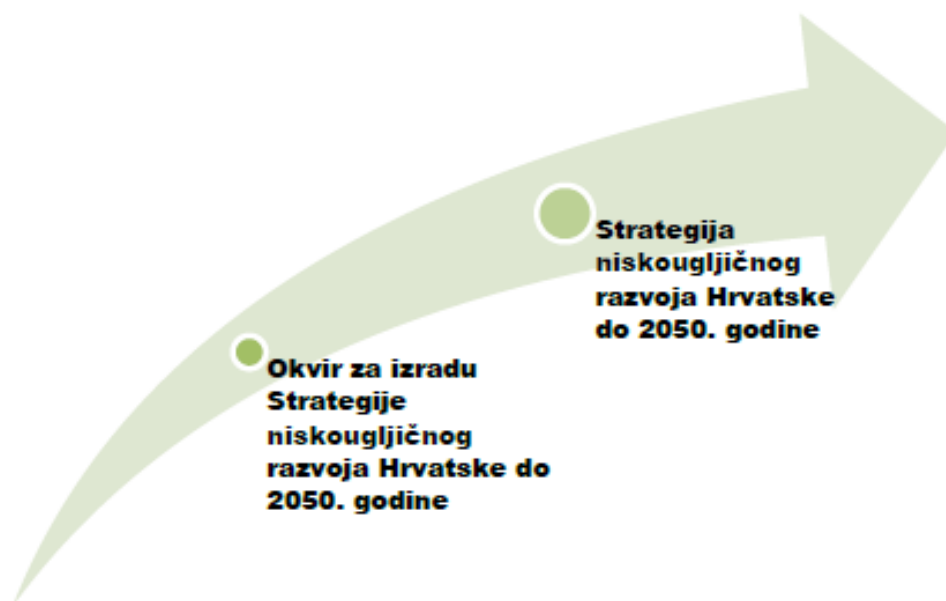 Strategija
niskougljičnog
razvoja Hrvatske
do 2050. godine
Okvir za izradu
Strategije
niskougljičnog
razvoja Hrvatske do
2050. godine